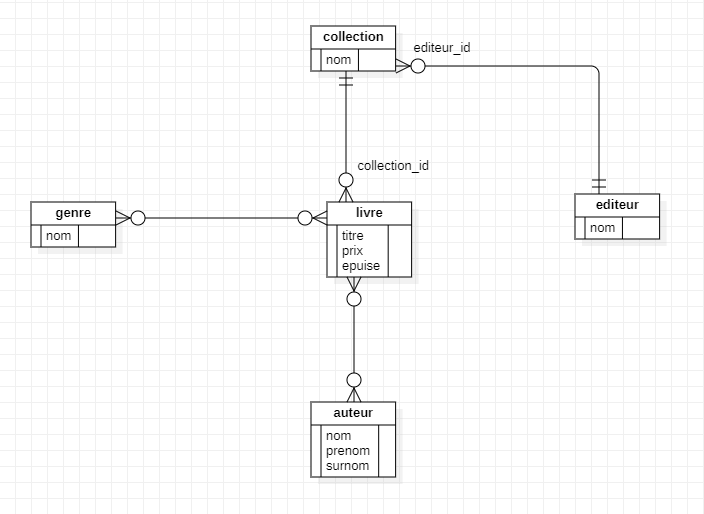 collection
nom
editeur_id
collection_id
genre
nom
livre
titre
prix
epuise
editeur
nom
auteur
nom
prenom
surnom